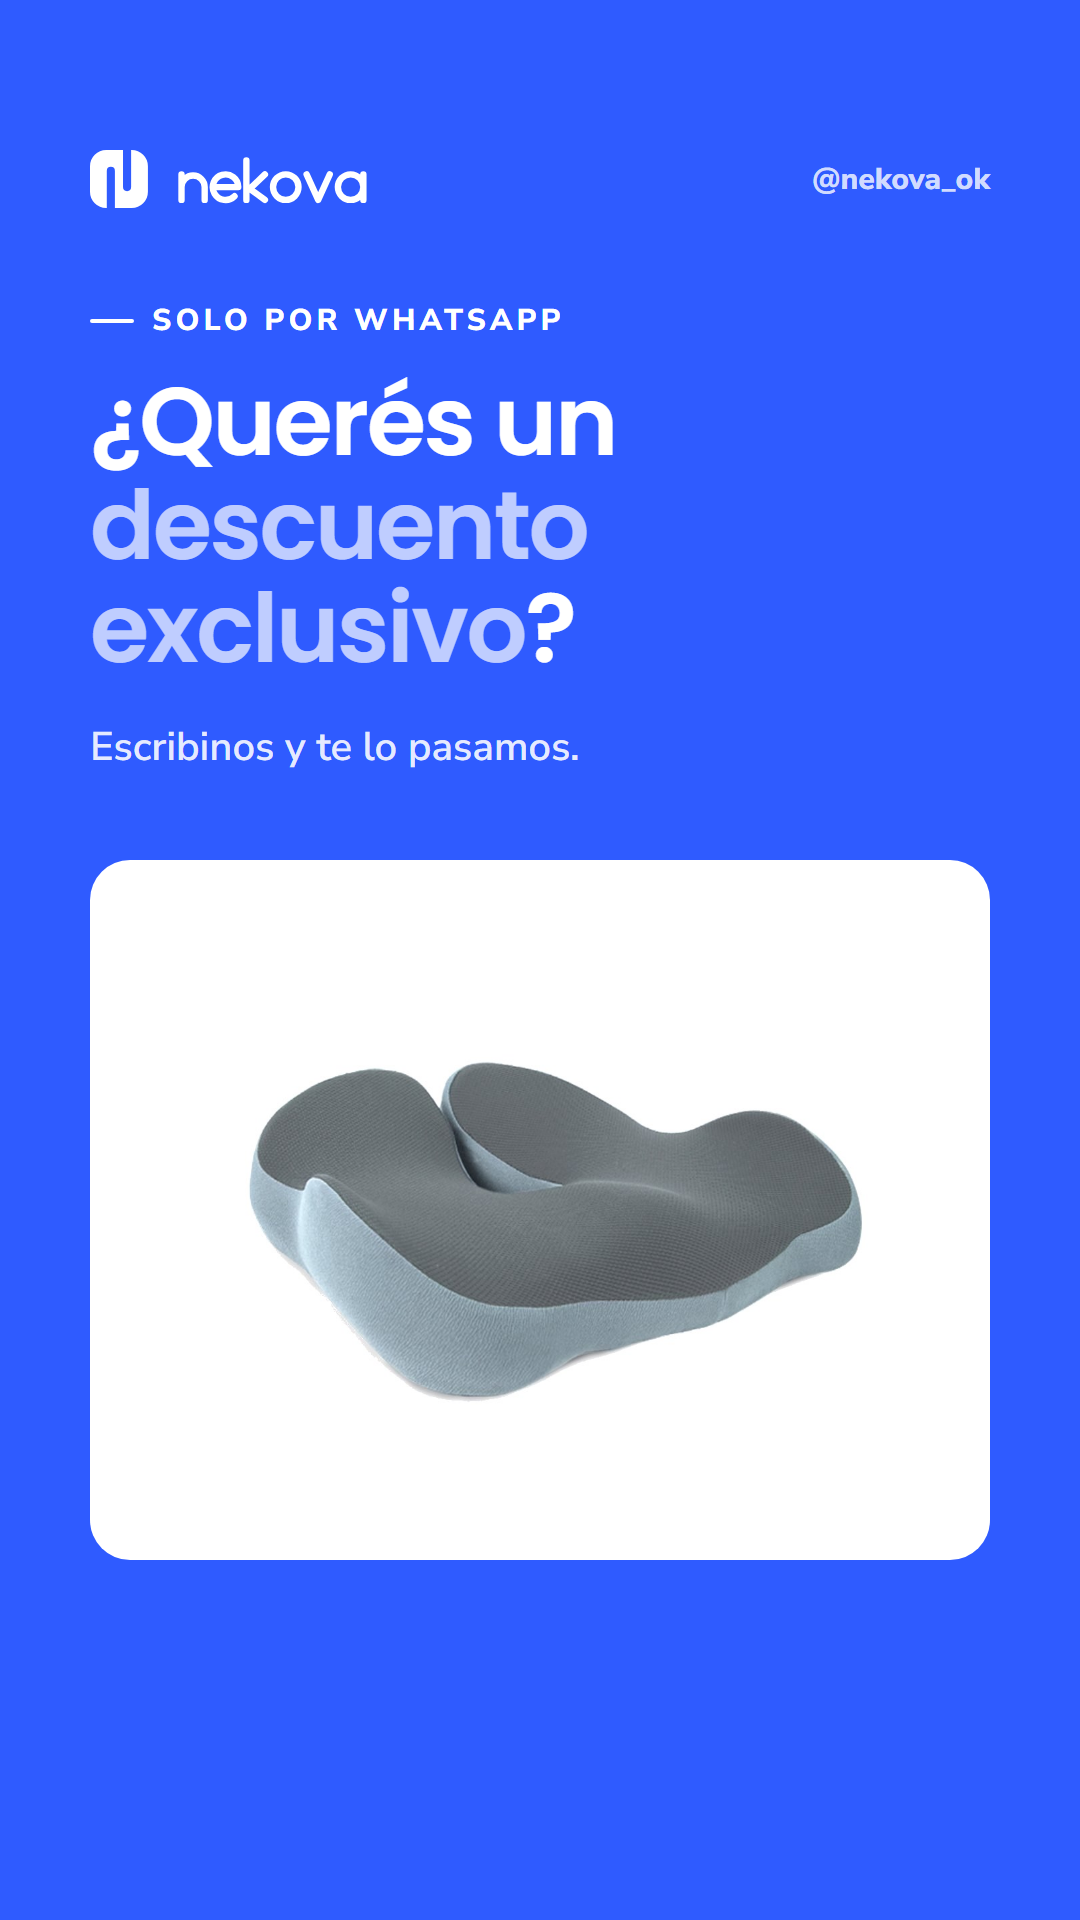 nekova
@nekova_ok
— SOLO POR WHATSAPP
¿Querés un
descuento
exclusivo?
Escribinos y te lo pasamos.